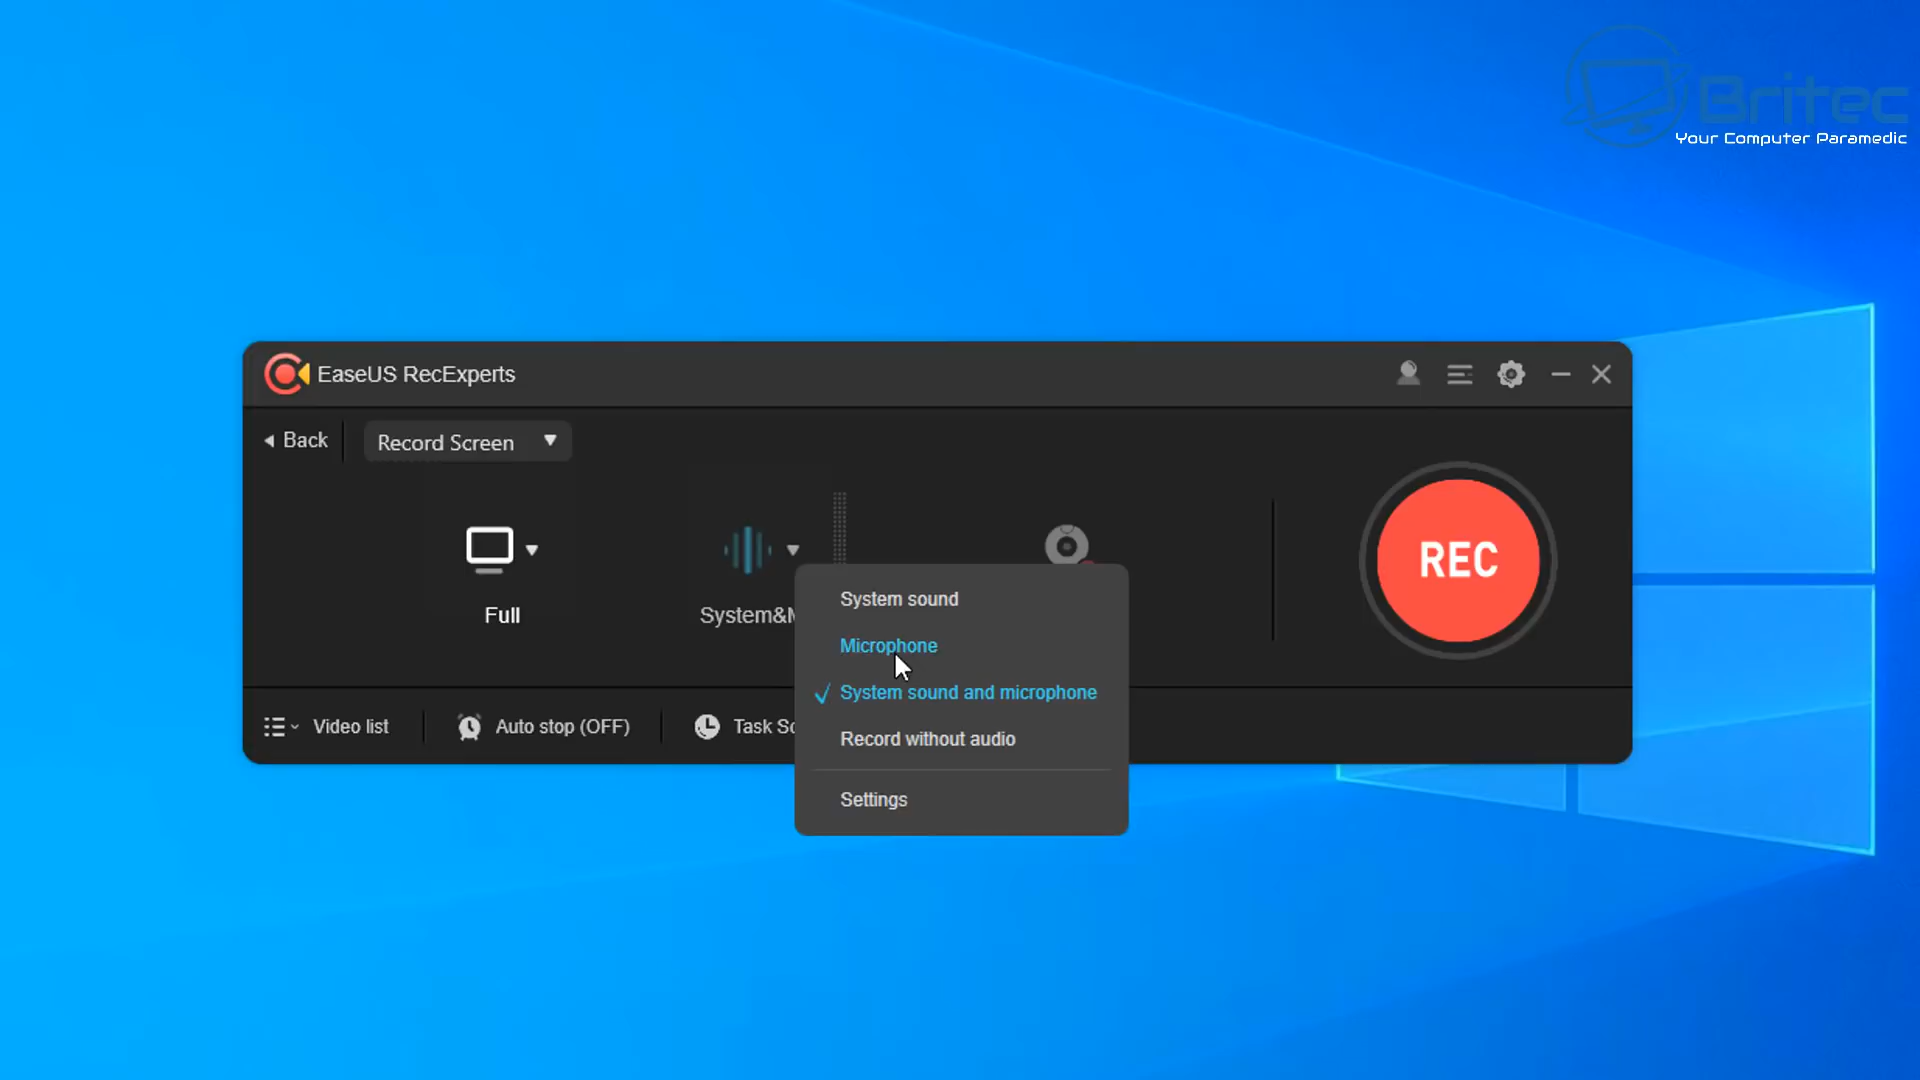 Britec
Your Computer Paramedic
EaseUS RecExperts
Back
Record Screen
REC
Full
System&M
System sound
Microphone
System sound and microphone
Record without audio
Settings
Video list
Auto stop (OFF)
Task Sc